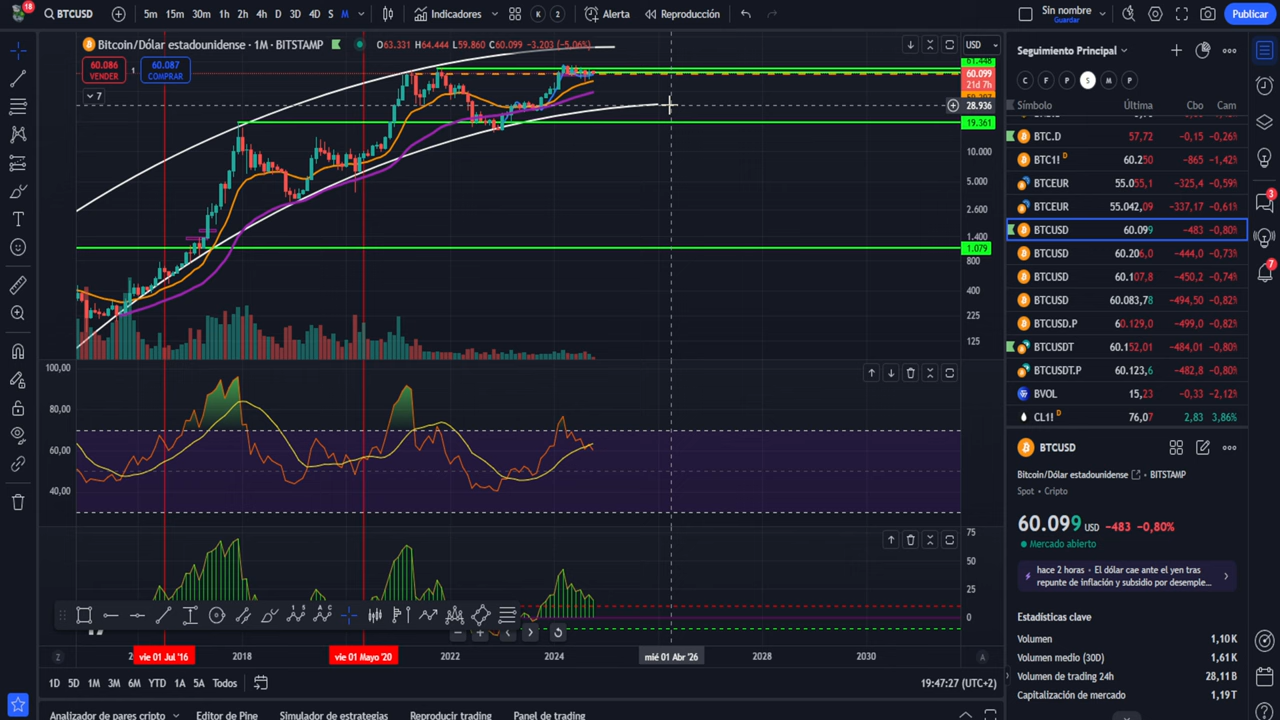 18
BTCUSD
5m 15m 30m 1h 2h 4h D 3D 4D S M
Indicadores
K 2
Alerta
Reproducción
Sin nombre
Guardar
Publicar
Bitcoin/Dólar estadounidense · 1M · BITSTAMP
O63.331 H64.444 L59.860 C60.099 −3.203 (−5,06%)
60.086
VENDER
1
60.087
COMPRAR
7
USD
61.448
60.099
21d 7h
28.936
19.361
10.000
5.000
2.600
1.400
1.079
800
400
225
125
100,00
80,00
60,00
40,00
75
50
25
0
Z
vie 01 Jul '16
2018
vie 01 Mayo '20
2022
2024
mié 01 Abr '26
2028
2030
A
1D 5D 1M 3M 6M YTD 1A 5A Todos
19:47:27 (UTC+2)
Analizador de pares cripto
Editor de Pine
Simulador de estrategias
Reproducir trading
Panel de trading
Seguimiento Principal
C F P S M P
Símbolo Última Cbo Cam
BTC.D 57,72 −0,15 −0,26%
BTC1! D 60.250 −865 −1,42%
BTCEUR 55.055,1 −325,4 −0,59%
BTCEUR 55.042,09 −337,17 −0,61%
BTCUSD 60.099 −483 −0,80%
BTCUSD 60.206,0 −444,0 −0,73%
BTCUSD 60.107,8 −450,2 −0,74%
BTCUSD 60.083,78 −494,50 −0,82%
BTCUSD.P 60.129,0 −499,0 −0,82%
BTCUSDT 60.152,01 −484,01 −0,80%
BTCUSDT.P 60.123,6 −482,8 −0,80%
BVOL 15,23 −0,33 −2,12%
CL1! D 76,07 2,83 3,86%
BTCUSD
Bitcoin/Dólar estadounidense
BITSTAMP
Spot • Cripto
60.099 USD −483 −0,80%
Mercado abierto
hace 2 horas • El dólar cae ante el yen tras
repunte de inflación y subsidio por desemple...
Estadísticas clave
Volumen 1,10 K
Volumen medio (30D) 1,61 K
Volumen de trading 24h 28,11 B
Capitalización de mercado 1,19 T
3
7